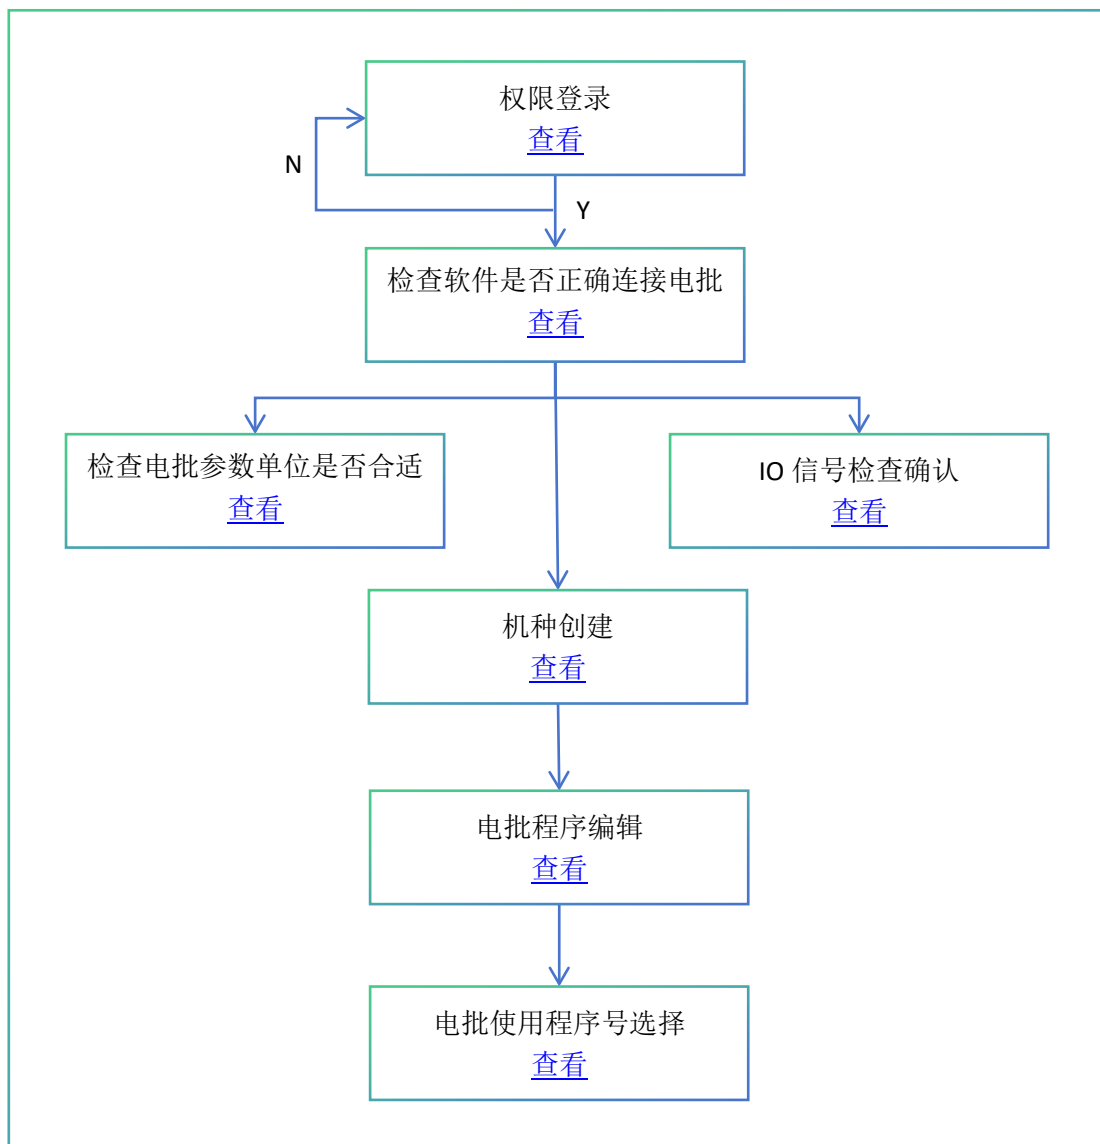 权限登录
查看
N
Y
检查软件是否正确连接电批
查看
检查电批参数单位是否合适
查看
IO 信号检查确认
查看
机种创建
查看
电批程序编辑
查看
电批使用程序号选择
查看